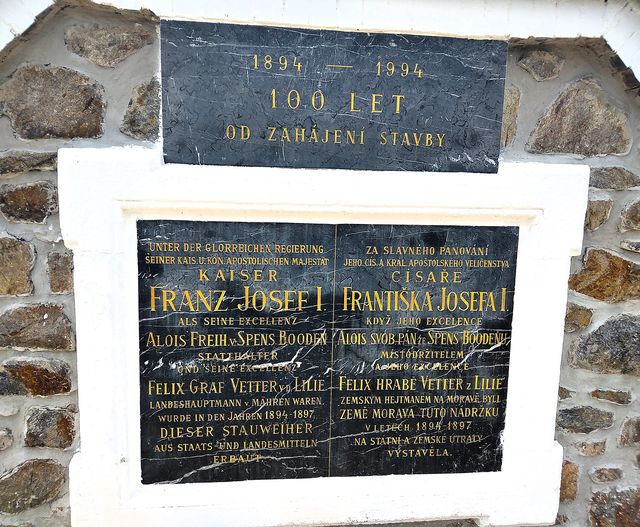 1894 — 1994
100 LET
OD ZAHÁJENÍ STAVBY
UNTER DER GLORREICHEN REGIERUNG
SEINER KAIS. U. KÖN. APOSTOLISCHEN MAJESTÄT
KAISER
FRANZ JOSEF I
ALS SEINE EXCELLENZ
ALOIS FREIH. v. SPENS BOODEN
STATTHALTER
UND SEINE EXCELLENZ
FELIX GRAF VETTER v. d. LILIE
LANDESHAUPTMANN v. MÄHREN WAREN
WURDE IN DEN JAHREN 1894-1897
DIESER STAUWEIHER
AUS STAATS- UND LANDESMITTELN
ERBAUT.
ZA SLAVNÉHO PANOVÁNÍ
JEHO CÍS. A KRÁL. APOŠTOLSKÉHO VELIČENSTVA
CÍSAŘE
FRANTIŠKA JOSEFA I
KDYŽ JEHO EXCELENCE
ALOIS SVOB. PÁN ZE SPENS BOODENU
MÍSTODRŽITELEM
A JEHO EXCELLENCE
FELIX HRABĚ VETTER Z LILIE
ZEMSKÝM HEJTMANEM NA MORAVĚ, BYLI
ZEMĚ MORAVA TUTO NÁDRŽKU
V LETECH 1894-1897
NA STÁTNÍ A ZEMSKÉ ÚTRATY
VYSTAVĚLA.